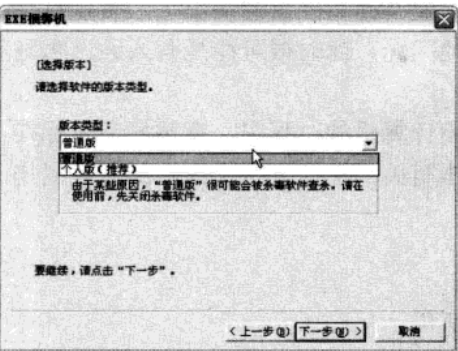 EXE捆绑机
[选择版本]
请选择软件的版本类型。
版本类型：
普通版
普通版
个人版（推荐）
由于某些原因，“普通版”很可能会被杀毒软件查杀。请在
使用前，先关闭杀毒软件。
要继续，请点击“下一步”。
< 上一步(B) 下一步(N) > 取消